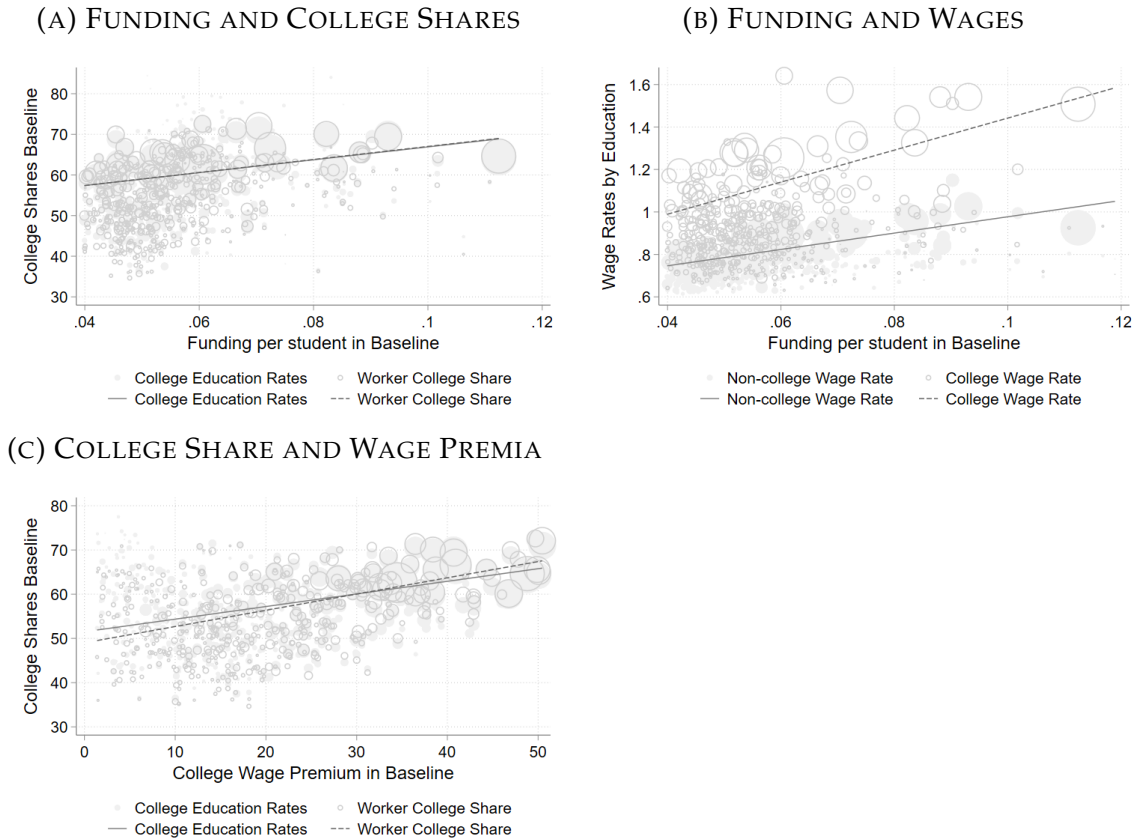 (A) FUNDING AND COLLEGE SHARES
College Shares Baseline
80
70
60
50
40
30
.04
.06
.08
.1
.12
Funding per student in Baseline
College Education Rates
Worker College Share
College Education Rates
Worker College Share
(B) FUNDING AND WAGES
Wage Rates by Education
1.6
1.4
1.2
1
.8
.6
.04
.06
.08
.1
.12
Funding per student in Baseline
Non-college Wage Rate
College Wage Rate
Non-college Wage Rate
College Wage Rate
(C) COLLEGE SHARE AND WAGE PREMIA
College Shares Baseline
80
70
60
50
40
30
0
10
20
30
40
50
College Wage Premium in Baseline
College Education Rates
Worker College Share
College Education Rates
Worker College Share